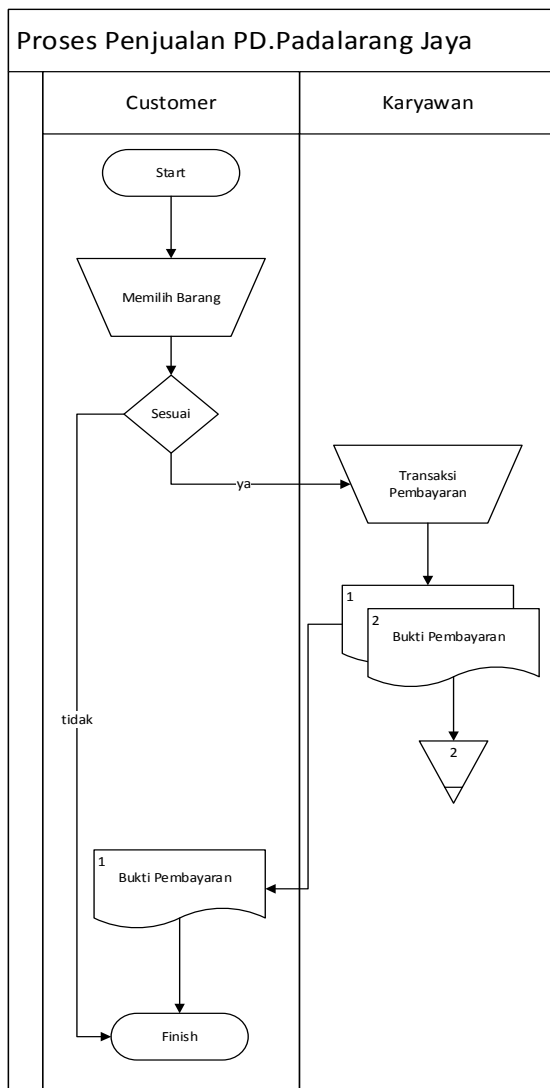 Proses Penjualan PD.Padalarang Jaya
Customer
Karyawan
Start
Memilih Barang
Sesuai
ya
Transaksi
Pembayaran
1
2
Bukti Pembayaran
tidak
2
1
Bukti Pembayaran
Finish